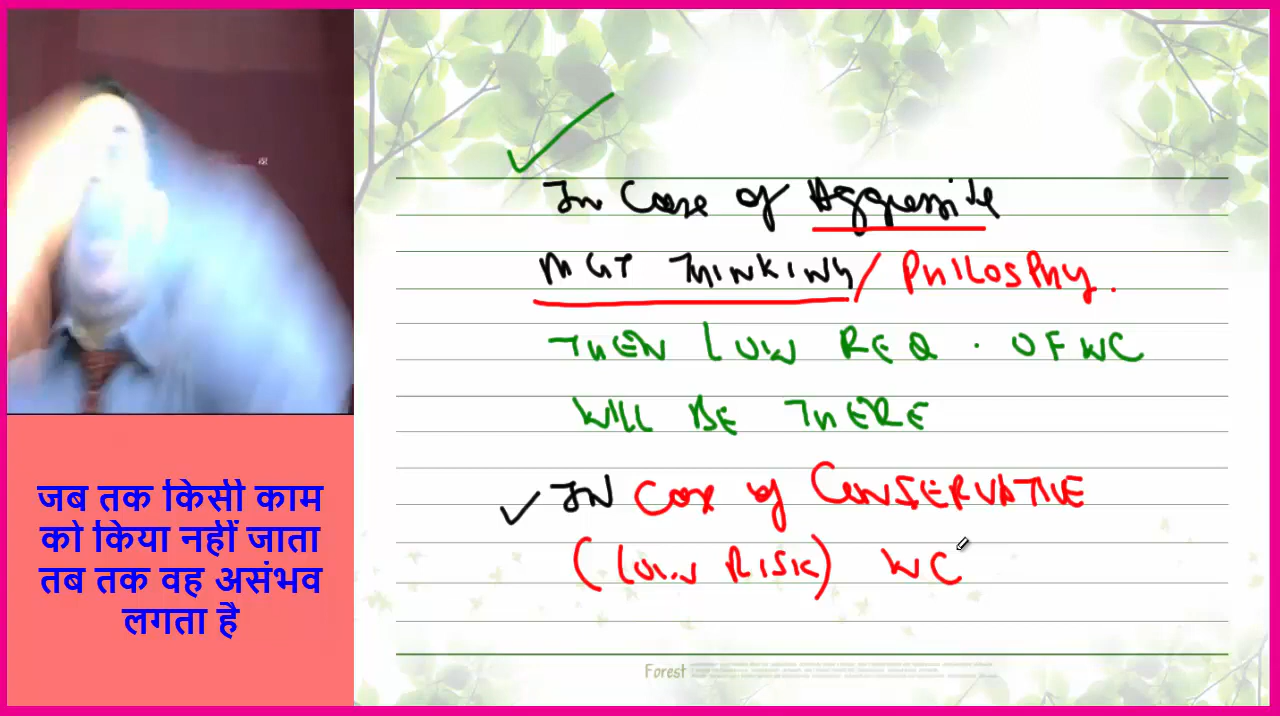 जब तक किसी काम
को किया नहीं जाता
तब तक वह असंभव
लगता है
In Case of Aggressive
MGT THINKING / PHILOSPHY.
THEN LOW REQ. OF WC
WILL BE THERE
IN Case of CONSERVATIVE
(LOW RISK) WC
Forest